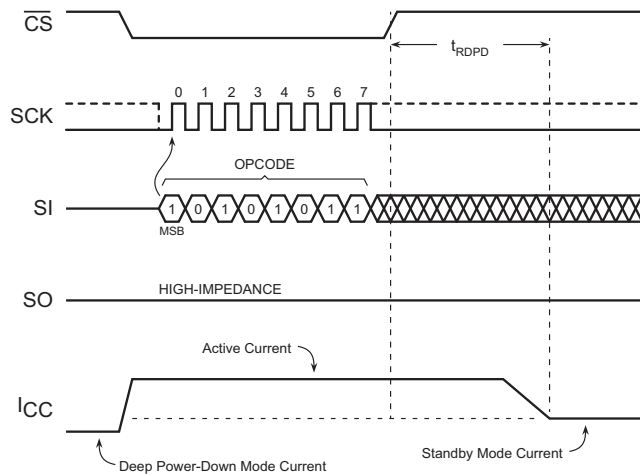 CS
tRDPD
0 1 2 3 4 5 6 7
SCK
OPCODE
SI
1 0 1 0 1 0 1 1
MSB
HIGH-IMPEDANCE
SO
Active Current
ICC
Standby Mode Current
Deep Power-Down Mode Current